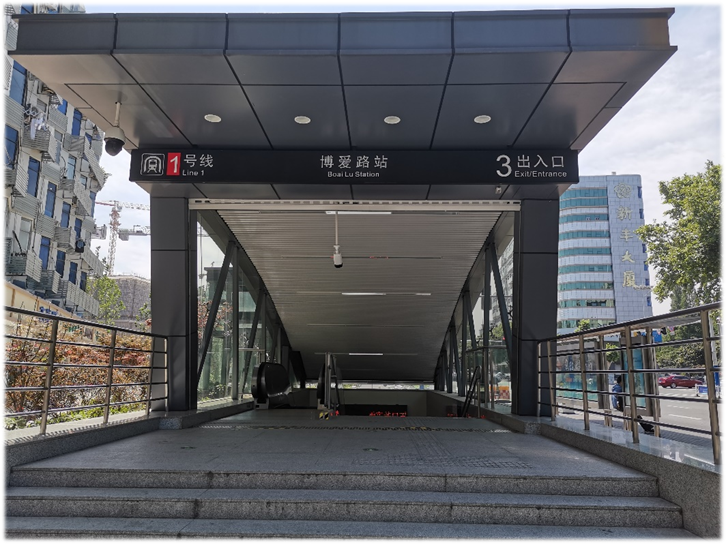 1 号线
Line 1
博爱路站
Boai Lu Station
3 出入口
Exit/Entrance
新丰大厦